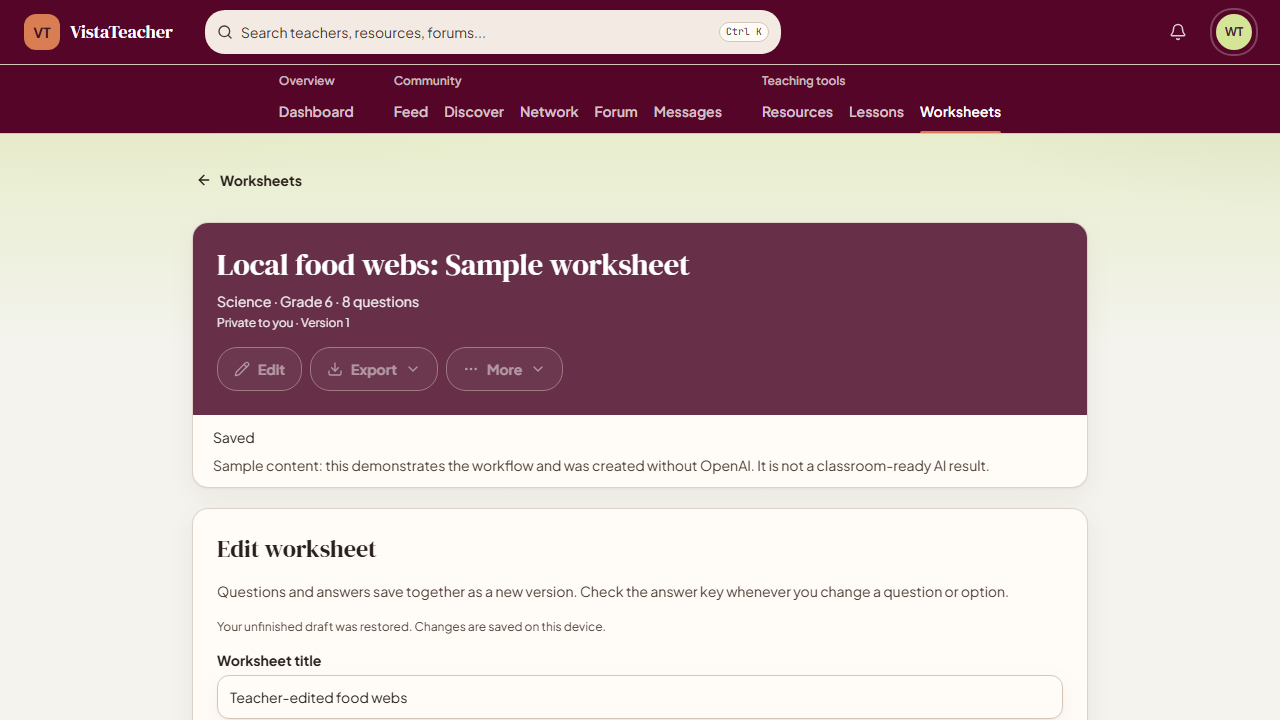 VT VistaTeacher
Search teachers, resources, forums... Ctrl K
WT
Overview
Dashboard
Community
Feed Discover Network Forum Messages
Teaching tools
Resources Lessons Worksheets
Worksheets
Local food webs: Sample worksheet
Science · Grade 6 · 8 questions
Private to you · Version 1
Edit Export More
Saved
Sample content: this demonstrates the workflow and was created without OpenAI. It is not a classroom-ready AI result.
Edit worksheet
Questions and answers save together as a new version. Check the answer key whenever you change a question or option.
Your unfinished draft was restored. Changes are saved on this device.
Worksheet title
Teacher-edited food webs